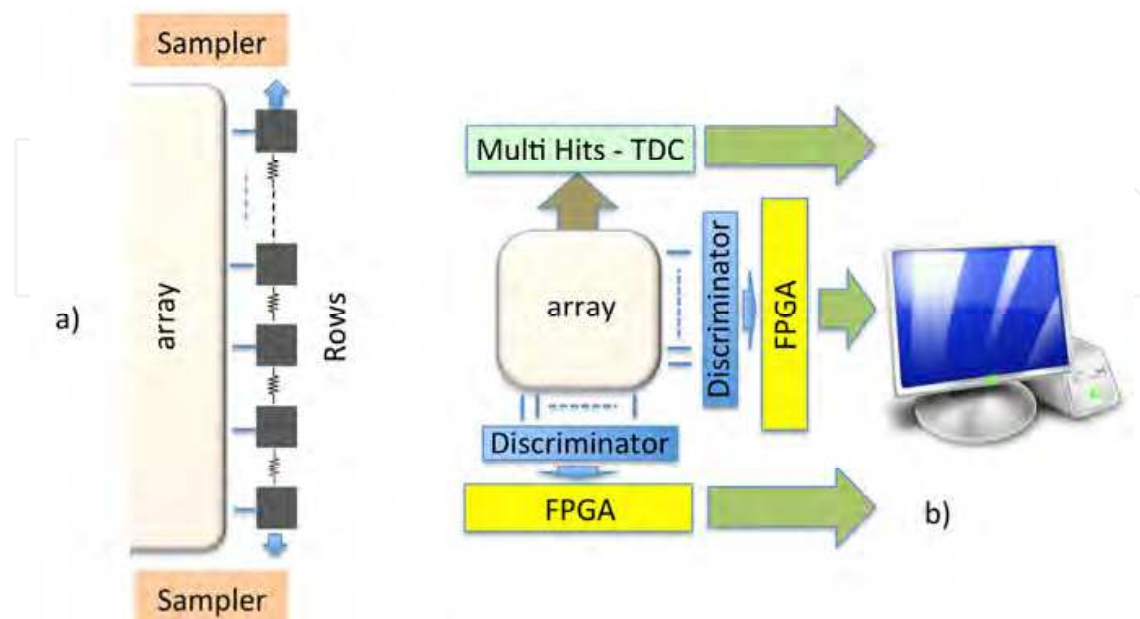 Sampler
array
Rows
a)
Sampler
Multi Hits - TDC
array
Discriminator
FPGA
Discriminator
FPGA
b)